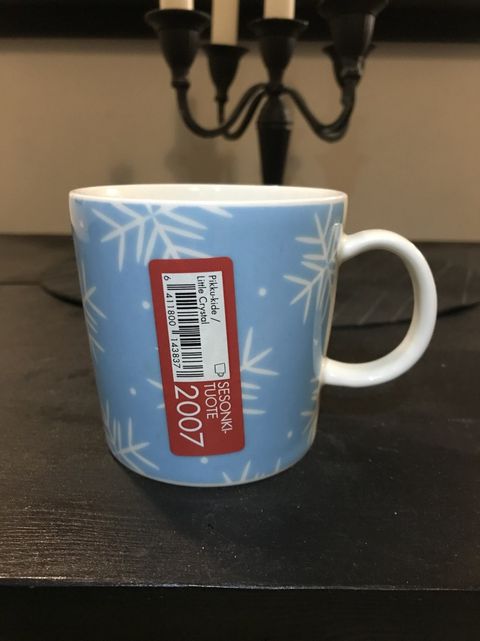 Pikku-kide /
Little Crystal
6 411800 143837
SESONKI-
TUOTE
2007